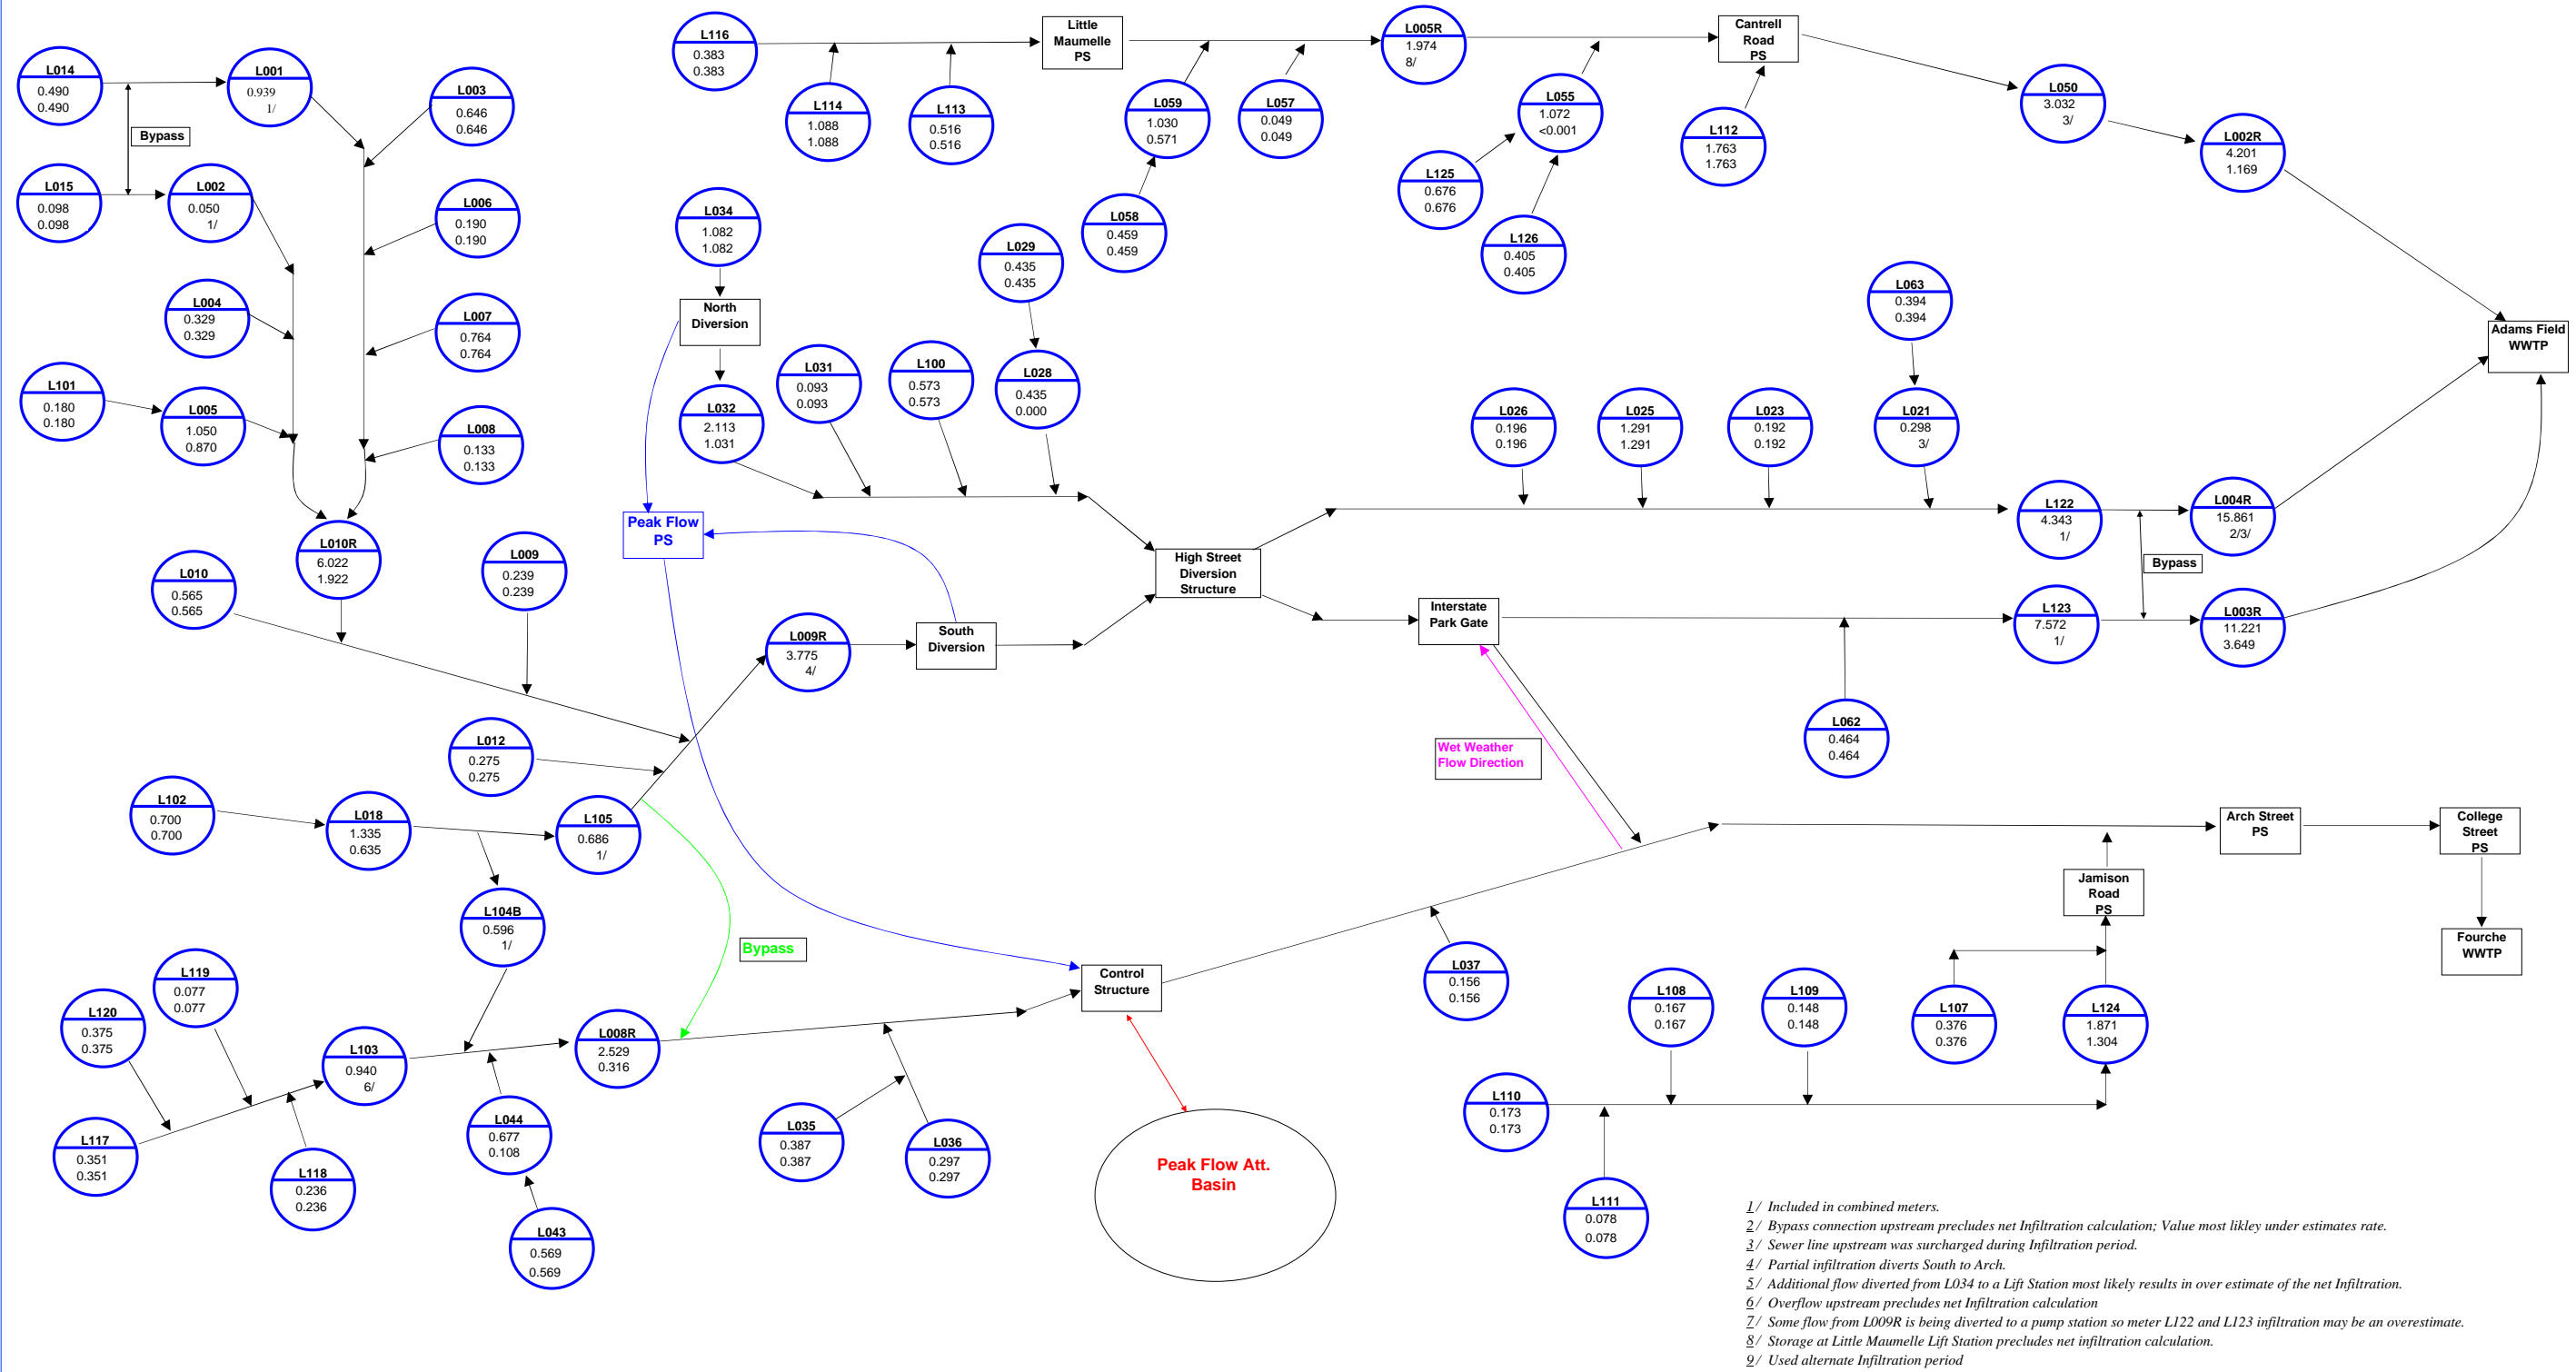 L014
0.490
0.490
L001
0.939
1/
L003
0.646
0.646
Bypass
L015
0.098
0.098
L002
0.050
1/
L006
0.190
0.190
L004
0.329
0.329
L007
0.764
0.764
L101
0.180
0.180
L005
1.050
0.870
L008
0.133
0.133
L010R
6.022
1.922
L010
0.565
0.565
L009
0.239
0.239
L116
0.383
0.383
L114
1.088
1.088
L113
0.516
0.516
Little
Maumelle
PS
L059
1.030
0.571
L057
0.049
0.049
L058
0.459
0.459
L005R
1.974
8/
L055
1.072
<0.001
L125
0.676
0.676
L126
0.405
0.405
Cantrell
Road
PS
L112
1.763
1.763
L050
3.032
3/
L002R
4.201
1.169
Adams Field
WWTP
L034
1.082
1.082
North
Diversion
L032
2.113
1.031
L031
0.093
0.093
L100
0.573
0.573
L029
0.435
0.435
L028
0.435
0.000
L026
0.196
0.196
L025
1.291
1.291
L023
0.192
0.192
L063
0.394
0.394
L021
0.298
3/
L122
4.343
1/
L004R
15.861
2/3/
Bypass
L123
7.572
1/
L003R
11.221
3.649
Peak Flow
PS
High Street
Diversion
Structure
Interstate
Park Gate
L009R
3.775
4/
South
Diversion
L062
0.464
0.464
Wet Weather
Flow Direction
L012
0.275
0.275
L102
0.700
0.700
L018
1.335
0.635
L105
0.686
1/
L104B
0.596
1/
Bypass
L119
0.077
0.077
L120
0.375
0.375
L103
0.940
6/
L117
0.351
0.351
L118
0.236
0.236
L044
0.677
0.108
L043
0.569
0.569
L008R
2.529
0.316
L035
0.387
0.387
L036
0.297
0.297
Control
Structure
Peak Flow Att.
Basin
L037
0.156
0.156
Arch Street
PS
College
Street
PS
Jamison
Road
PS
Fourche
WWTP
L108
0.167
0.167
L109
0.148
0.148
L107
0.376
0.376
L124
1.871
1.304
L110
0.173
0.173
L111
0.078
0.078
1/ Included in combined meters.
2/ Bypass connection upstream precludes net Infiltration calculation; Value most likley under estimates rate.
3/ Sewer line upstream was surcharged during Infiltration period.
4/ Partial infiltration diverts South to Arch.
5/ Additional flow diverted from L034 to a Lift Station most likely results in over estimate of the net Infiltration.
6/ Overflow upstream precludes net Infiltration calculation
7/ Some flow from L009R is being diverted to a pump station so meter L122 and L123 infiltration may be an overestimate.
8/ Storage at Little Maumelle Lift Station precludes net infiltration calculation.
9/ Used alternate Infiltration period